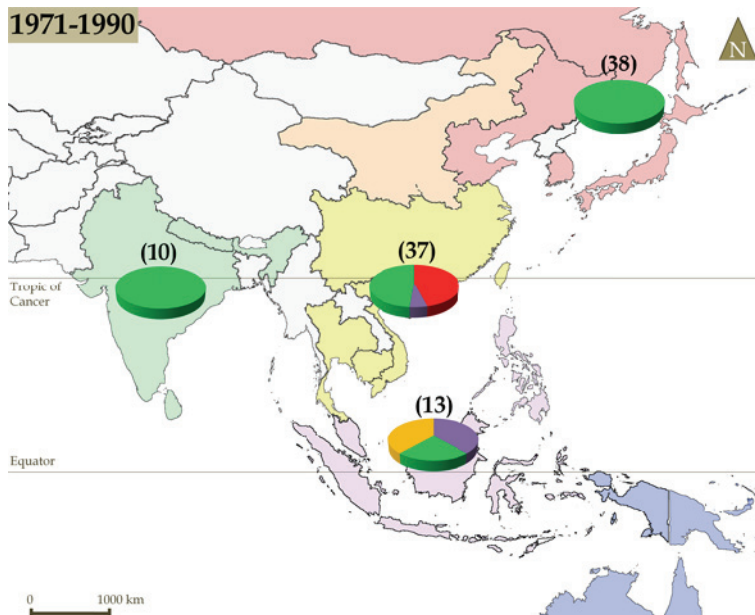 1971-1990
N
(38)
(10)
(37)
Tropic of
Cancer
(13)
Equator
0 1000 km